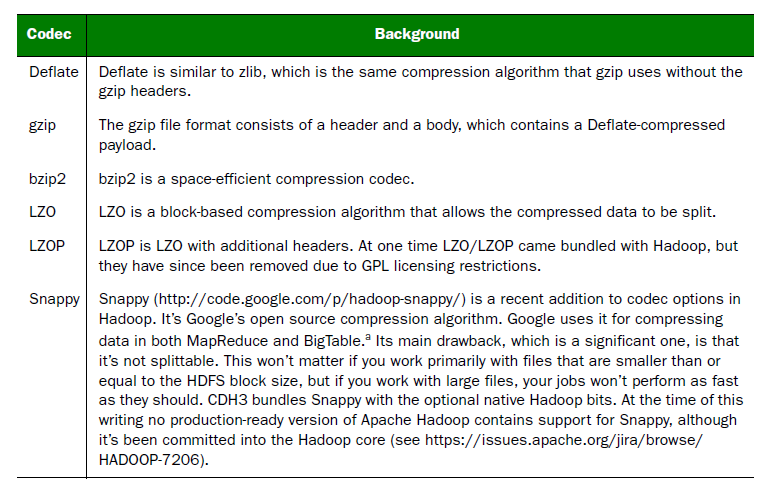 Codec Background
Deflate Deflate is similar to zlib, which is the same compression algorithm that gzip uses without the
gzip headers.
gzip The gzip file format consists of a header and a body, which contains a Deflate-compressed
payload.
bzip2 bzip2 is a space-efficient compression codec.
LZO LZO is a block-based compression algorithm that allows the compressed data to be split.
LZOP LZOP is LZO with additional headers. At one time LZO/LZOP came bundled with Hadoop, but
they have since been removed due to GPL licensing restrictions.
Snappy Snappy (http://code.google.com/p/hadoop-snappy/) is a recent addition to codec options in
Hadoop. It’s Google’s open source compression algorithm. Google uses it for compressing
data in both MapReduce and BigTable.a Its main drawback, which is a significant one, is that
it’s not splittable. This won’t matter if you work primarily with files that are smaller than or
equal to the HDFS block size, but if you work with large files, your jobs won’t perform as fast
as they should. CDH3 bundles Snappy with the optional native Hadoop bits. At the time of this
writing no production-ready version of Apache Hadoop contains support for Snappy, although
it’s been committed into the Hadoop core (see https://issues.apache.org/jira/browse/
HADOOP-7206).